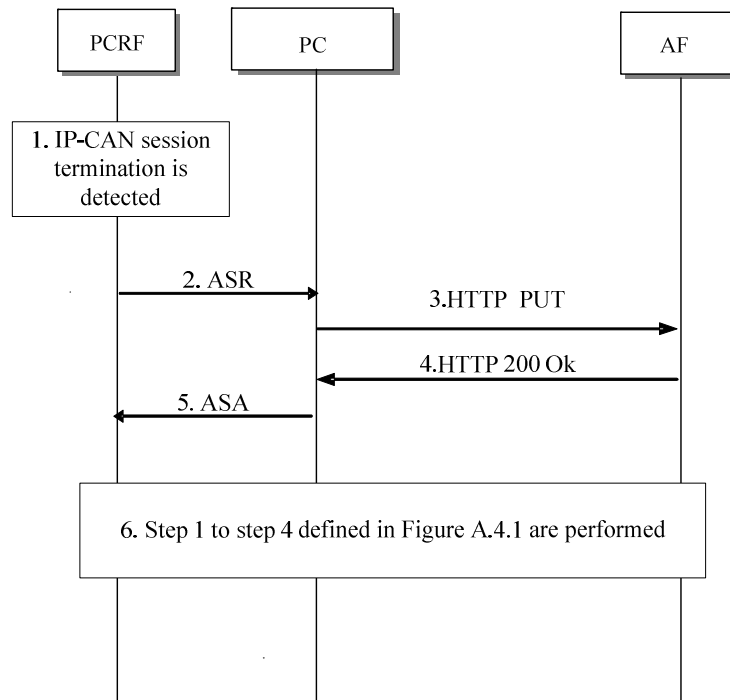 PCRF
PC
AF
1. IP-CAN session
termination is
detected
2. ASR
3.HTTP PUT
4.HTTP 200 Ok
5. ASA
6. Step 1 to step 4 defined in Figure A.4.1 are performed